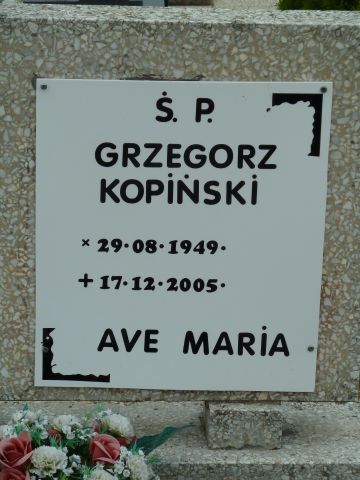 Ś. P.
GRZEGORZ
KOPIŃSKI
× 29·08·1949·
+ 17·12·2005·
AVE MARIA